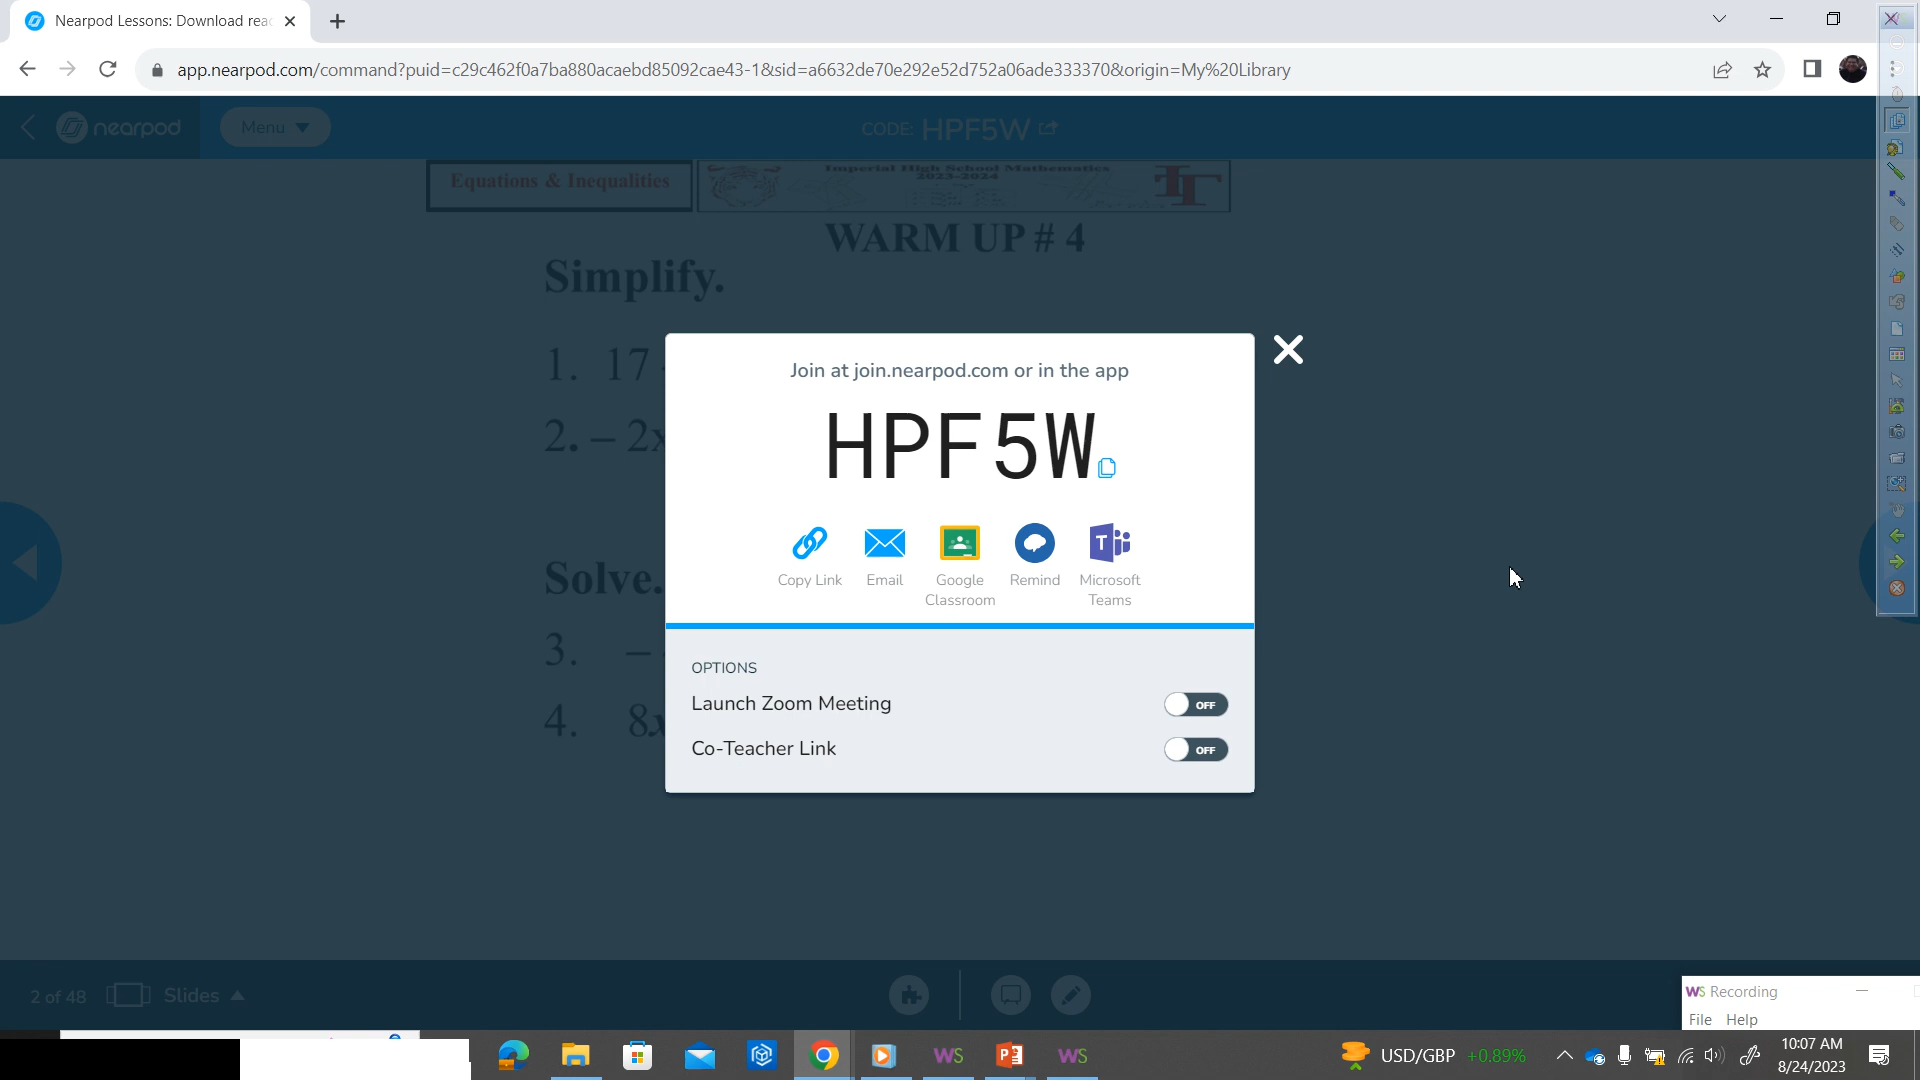 Nearpod Lessons: Download rea
app.nearpod.com/command?puid=c29c462f0a7ba880acaebd85092cae43-1&sid=a6632de70e292e52d752a06ade333370&origin=My%20Library
nearpod
Menu
CODE: HPF5W
Equations & Inequalities
Imperial High School Mathematics
2023-2024
WARM UP # 4
Simplify.
1. 17
2. – 2x
Solve.
3. –
4. 8x
Join at join.nearpod.com or in the app
HPF5W
Copy Link
Email
Google Classroom
Remind
Microsoft Teams
OPTIONS
Launch Zoom Meeting
OFF
Co-Teacher Link
OFF
2 of 48
Slides
WS Recording
File Help
USD/GBP +0.89%
10:07 AM
8/24/2023